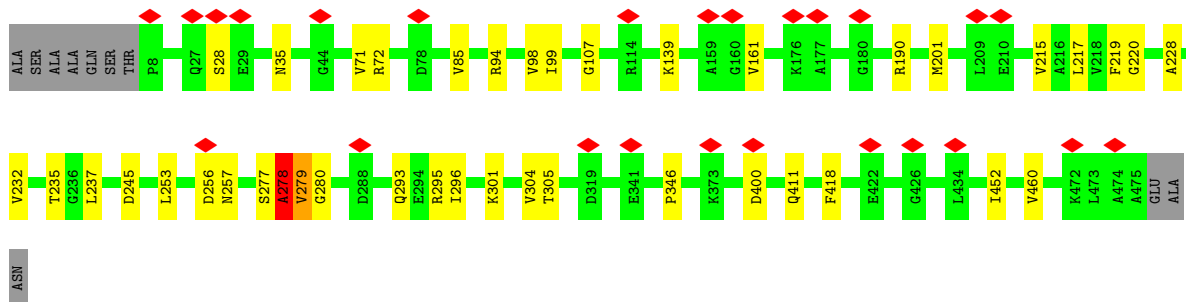 ALA SER ALA ALA GLN SER THR P8 Q27 S28 E29 N35 G44 V71 R72 D78 V85 R94 V98 I99 G107 R114 K139 A159 G160 V161 K176 A177 G180 R190 M201 L209 E210 V215 A216 L217 V218 F219 G220 A228
V232 T235 G236 L237 D245 L253 D256 N257 S277 A278 V279 G280 D288 Q293 E294 R295 I296 K301 V304 T305 D319 E341 P346 K373 D400 Q411 F418 E422 G426 L434 I452 V460 K472 L473 A474 A475 GLU ALA
ASN